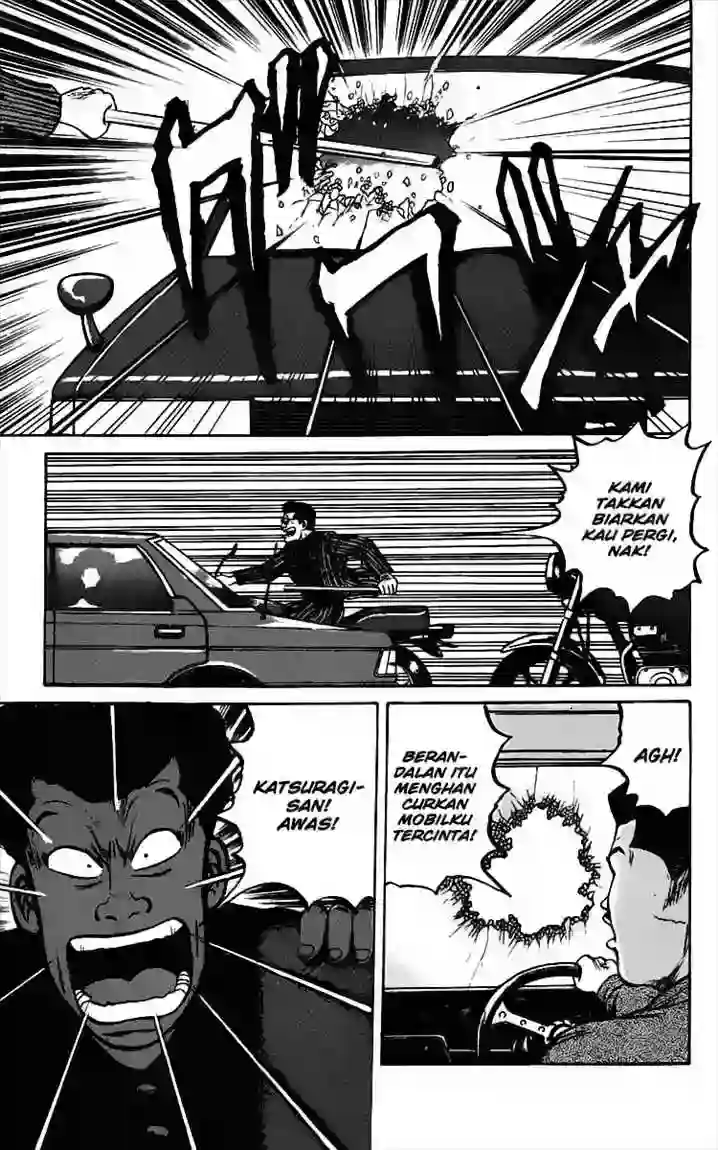 KAMI
TAKKAN
BIARKAN
KAU PERGI,
NAK!
AGH!
BERAN-
DALAN ITU
MENGHAN
CURKAN
MOBILKU
TERCINTA!
KATSURAGI-
SAN!
AWAS!